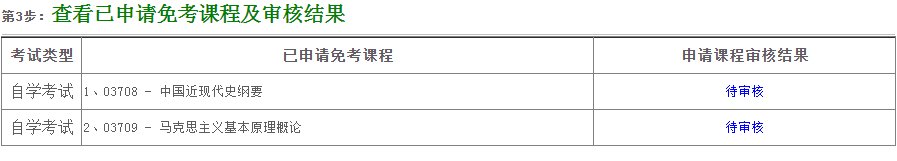 第3步：查看已申请免考课程及审核结果
考试类型 已申请免考课程 申请课程审核结果
自学考试 1、03708 - 中国近现代史纲要 待审核
自学考试 2、03709 - 马克思主义基本原理概论 待审核